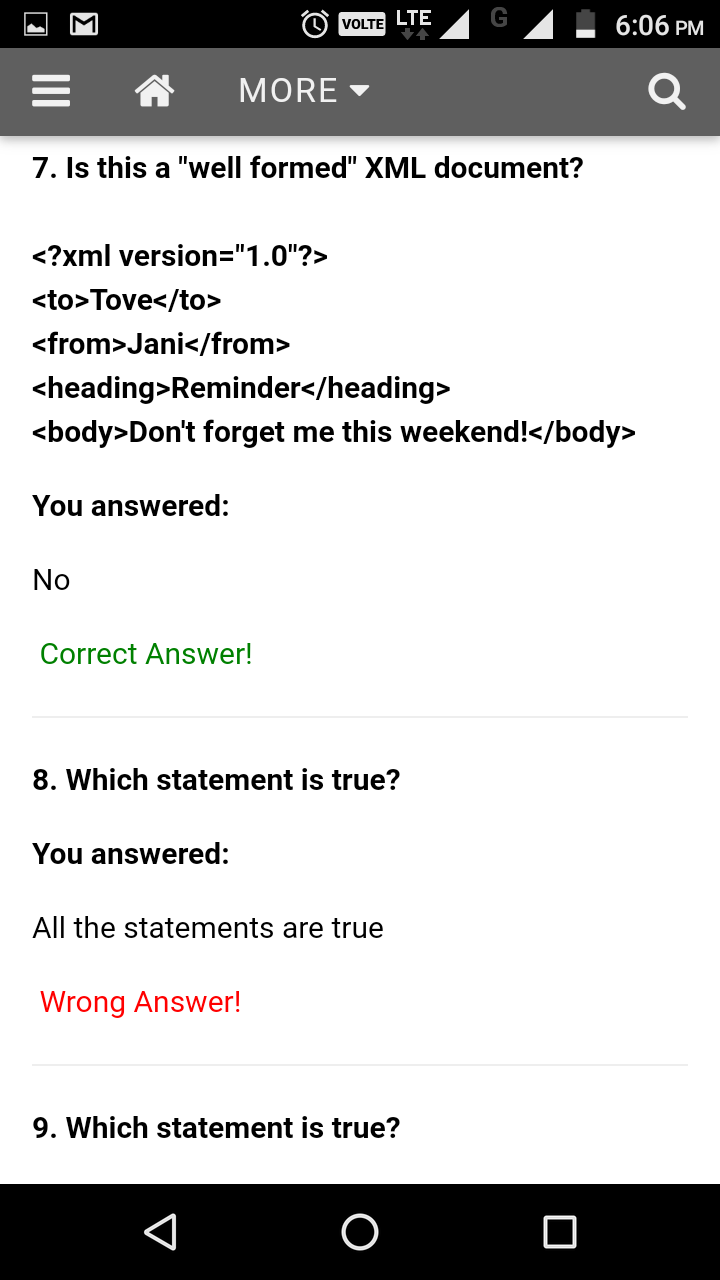 VOLTE LTE G 6:06 PM
MORE
7. Is this a "well formed" XML document?
<?xml version="1.0"?>
<to>Tove</to>
<from>Jani</from>
<heading>Reminder</heading>
<body>Don't forget me this weekend!</body>
You answered:
No
Correct Answer!
8. Which statement is true?
You answered:
All the statements are true
Wrong Answer!
9. Which statement is true?